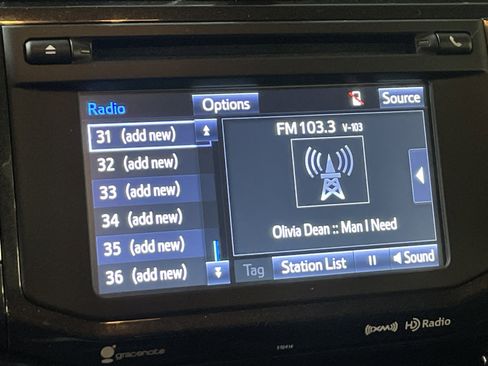 Radio
Options
Source
31 (add new)
32 (add new)
33 (add new)
34 (add new)
35 (add new)
36 (add new)
FM 103.3 V-103
Olivia Dean :: Man I Need
Tag
Station List
Sound
((XM))
HD Radio
gracenote